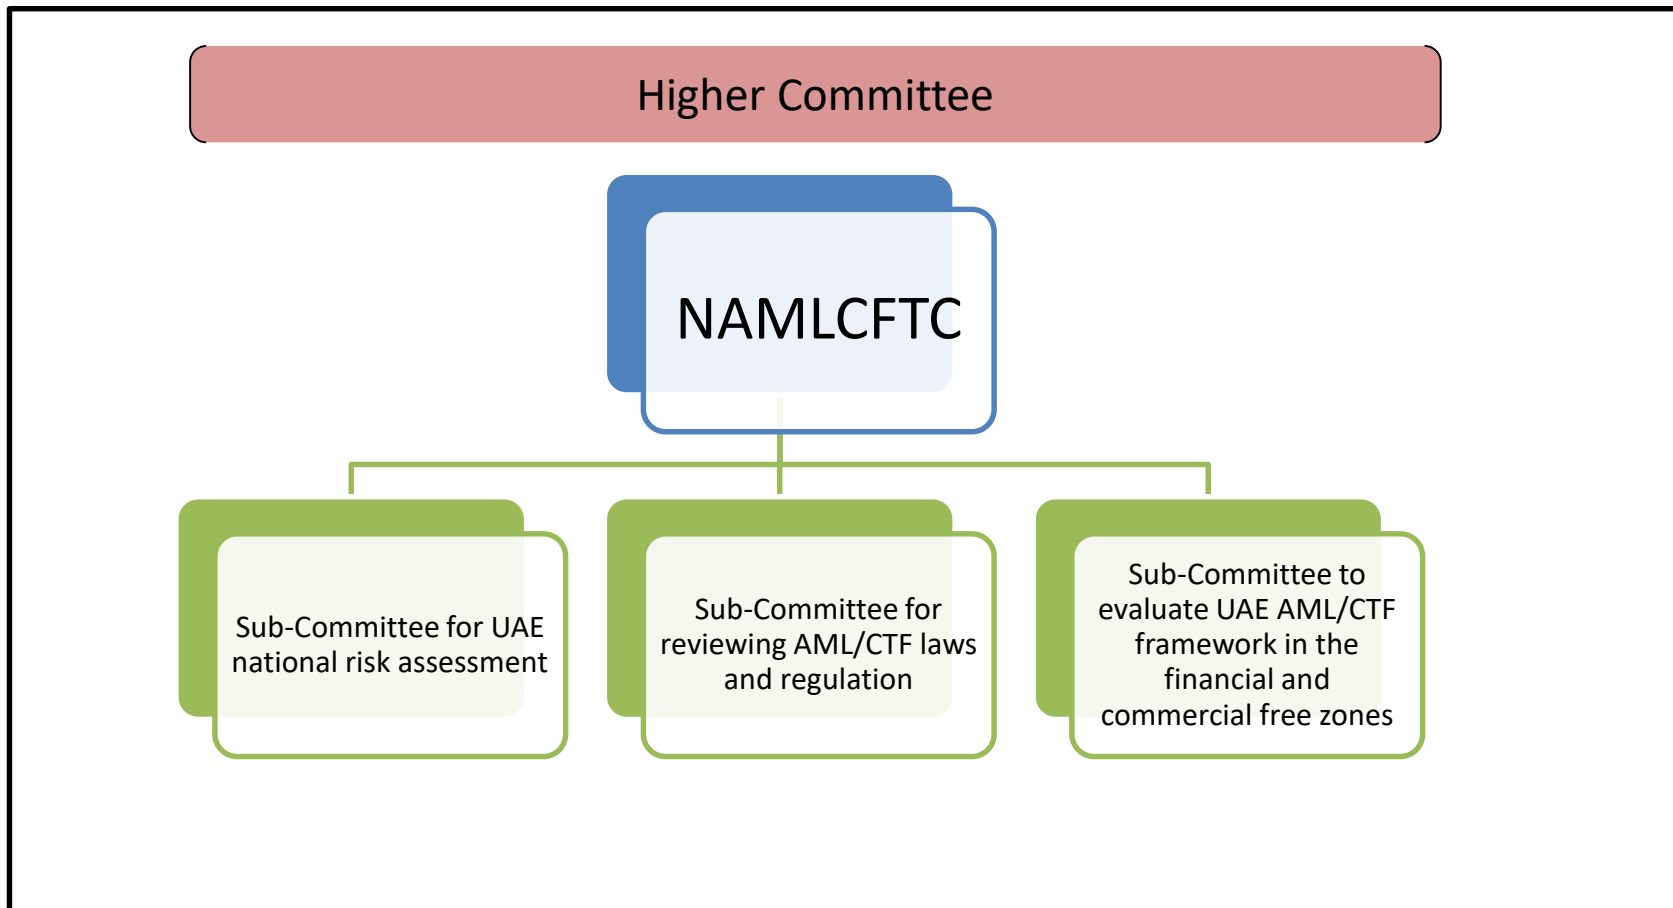 Higher Committee
NAMLCFTC
Sub-Committee for UAE
national risk assessment
Sub-Committee for
reviewing AML/CTF laws
and regulation
Sub-Committee to
evaluate UAE AML/CTF
framework in the
financial and
commercial free zones